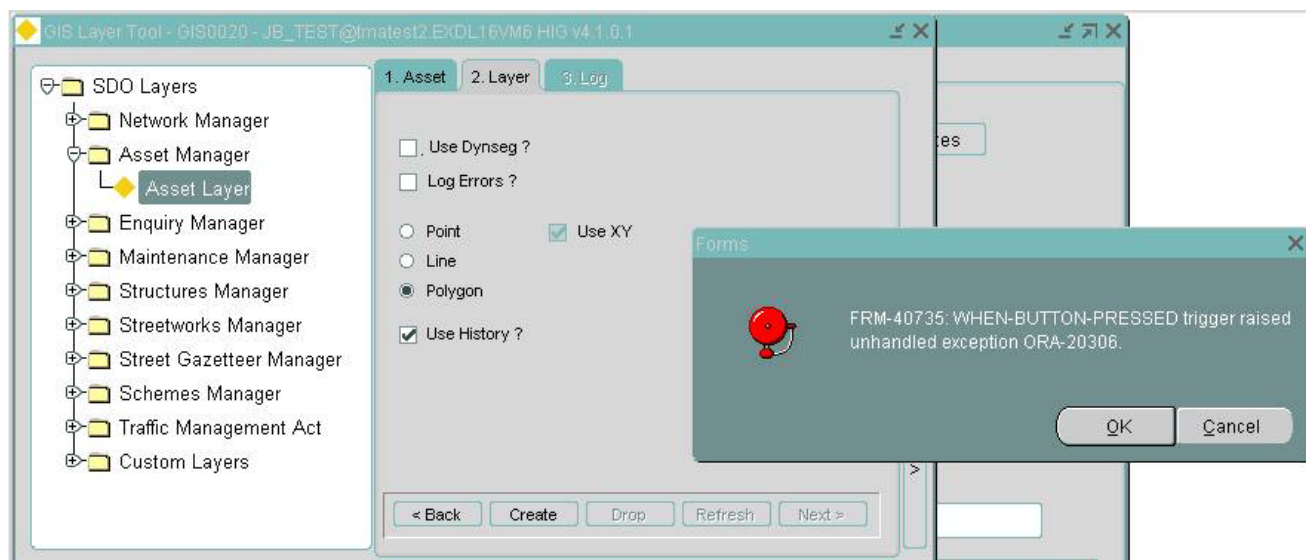 GIS Layer Tool - GIS0020 - JB_TEST@tmatest2.EXDL16VM6 HIG v4.1.0.1
SDO Layers
Network Manager
Asset Manager
Asset Layer
Enquiry Manager
Maintenance Manager
Structures Manager
Streetworks Manager
Street Gazetteer Manager
Schemes Manager
Traffic Management Act
Custom Layers
1. Asset
2. Layer
3. Log
Use Dynseg ?
Log Errors ?
Point
Use XY
Line
Polygon
Use History ?
< Back
Create
Drop
Refresh
Next >
>
tes
Forms
FRM-40735: WHEN-BUTTON-PRESSED trigger raised
unhandled exception ORA-20306.
OK
Cancel